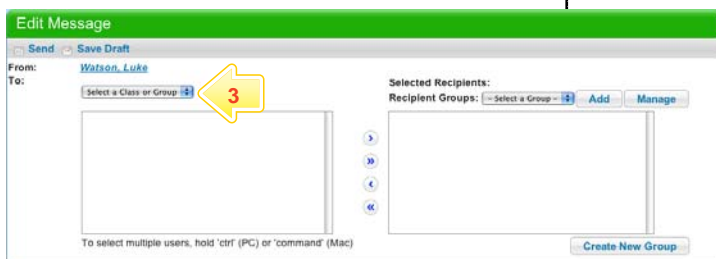 Edit Message
Send Save Draft
From: Watson, Luke
To:
Select a Class or Group
3
Selected Recipients:
Recipient Groups: - Select a Group - Add Manage
To select multiple users, hold 'ctrl' (PC) or 'command' (Mac)
Create New Group